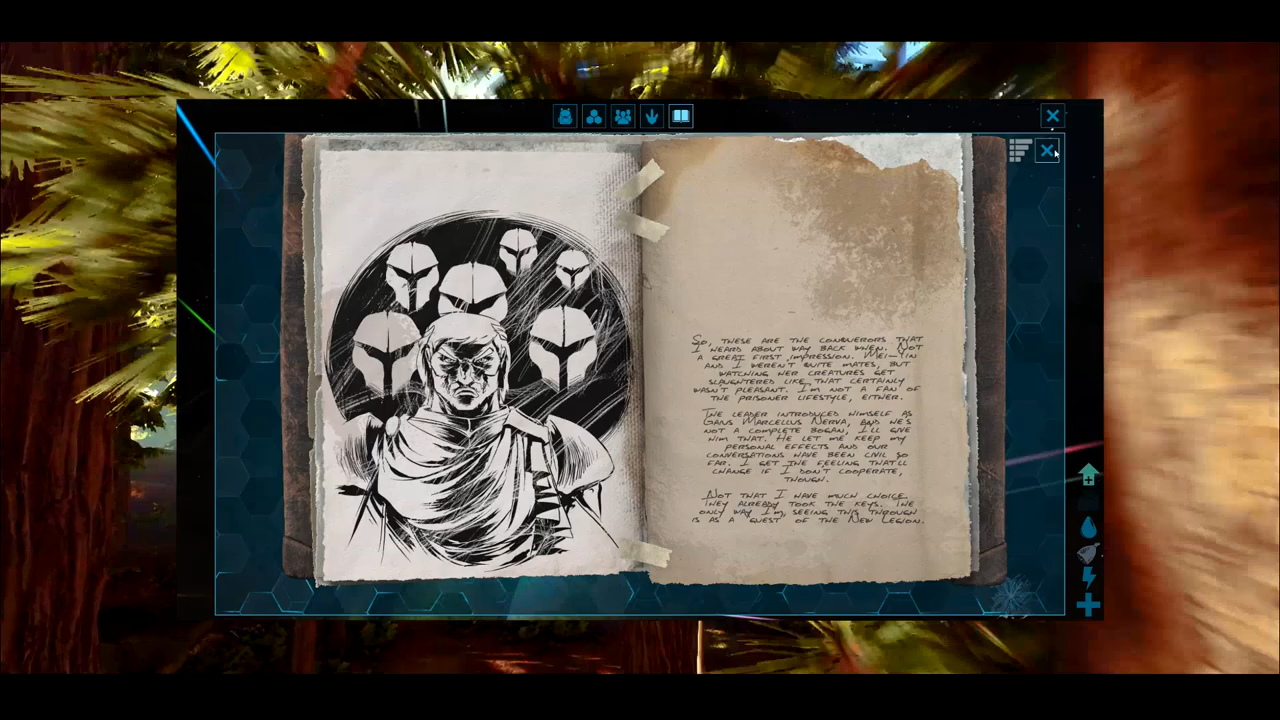 So, these are the conquerors that
I heard about way back when. Not
a great first impression. Mei-Yin
and I weren't quite mates, but
watching her creatures get
slaughtered like that certainly
wasn't pleasant. I'm not a fan of
the prisoner lifestyle, either.
The leader introduced himself as
Gaius Marcellus Nerva, and he's
not a complete bogan, I'll give
him that. He let me keep my
personal effects and our
conversations have been civil so
far. I get the feeling that'll
change if I don't cooperate,
though.
Not that I have much choice.
They already took the keys. The
only way I'm seeing this through
is as a guest of the New Legion.